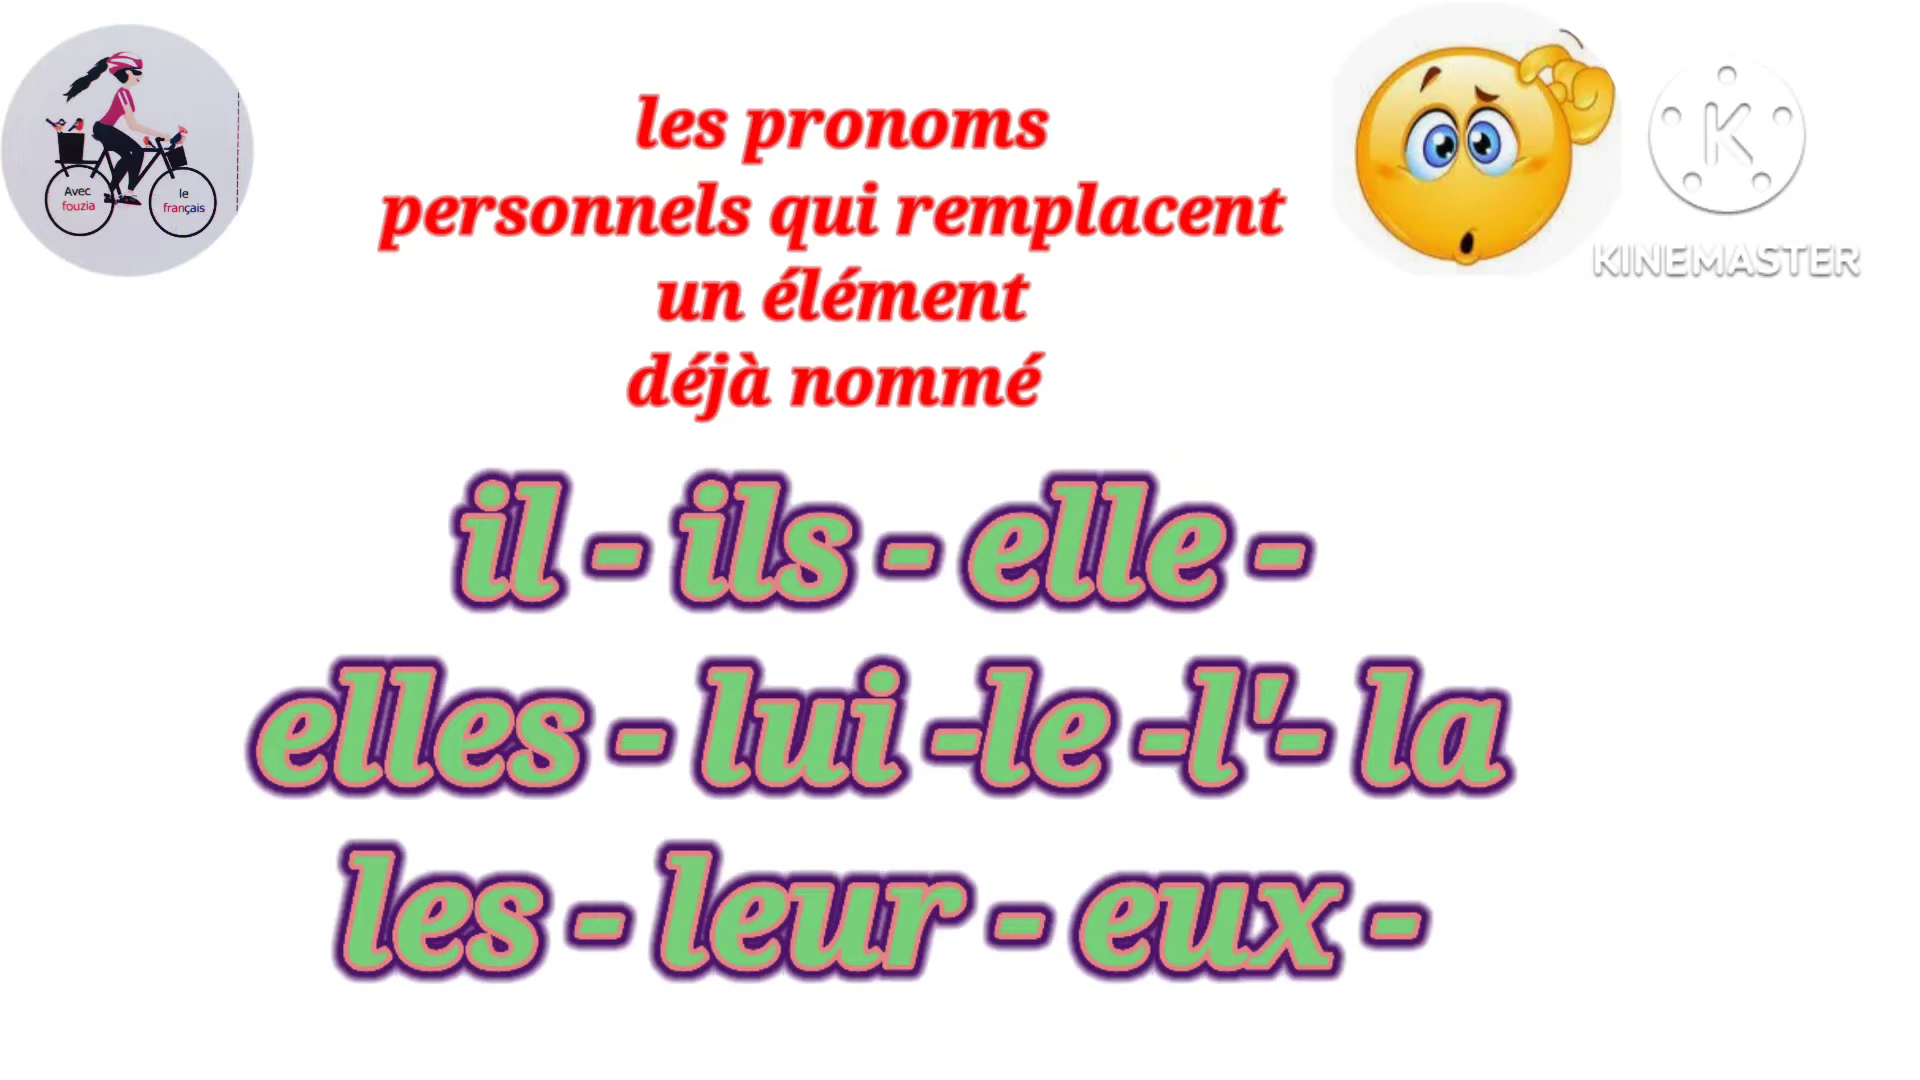 Avec
fouzia
le
français
les pronoms
personnels qui remplacent
un élément
déjà nommé
K
KINEMASTER
il - ils - elle -
elles - lui -le -l'- la
les - leur - eux -